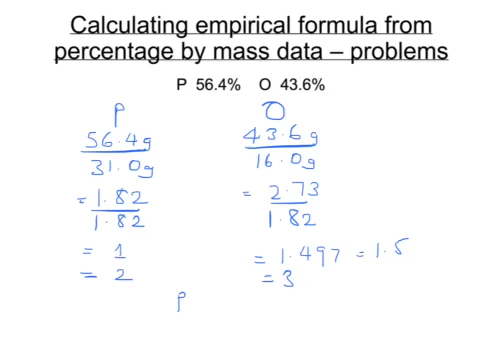 Calculating empirical formula from
percentage by mass data – problems
P 56.4% O 43.6%
P O
56.4g 43.6g
31.0g 16.0g
= 1.82 = 2.73
1.82 1.82
= 1 = 1.497 = 1.5
= 2 = 3
P